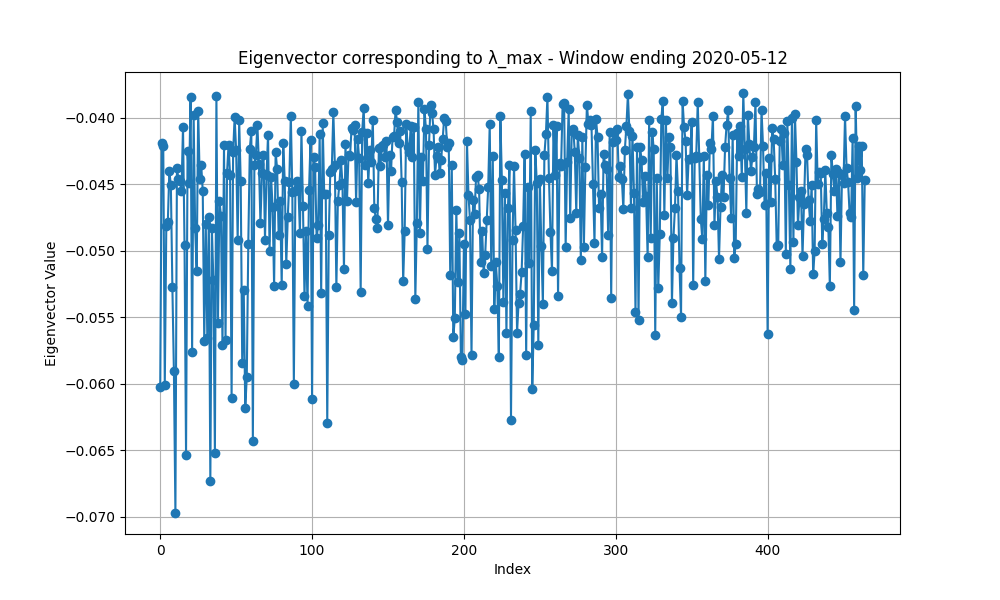 Eigenvector corresponding to λ_max - Window ending 2020-05-12
Eigenvector Value
−0.040
−0.045
−0.050
−0.055
−0.060
−0.065
−0.070
0 100 200 300 400
Index